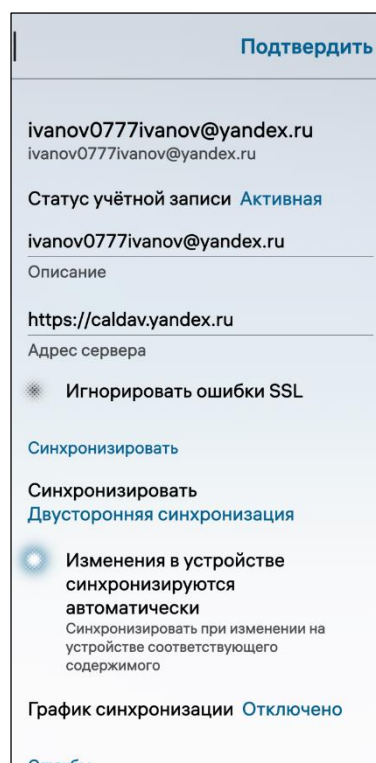 Подтвердить
ivanov0777ivanov@yandex.ru
ivanov0777ivanov@yandex.ru
Статус учётной записи Активная
ivanov0777ivanov@yandex.ru
Описание
https://caldav.yandex.ru
Адрес сервера
Игнорировать ошибки SSL
Синхронизировать
Синхронизировать
Двусторонняя синхронизация
Изменения в устройстве
синхронизируются
автоматически
Синхронизировать при изменении на
устройстве соответствующего
содержимого
График синхронизации Отключено